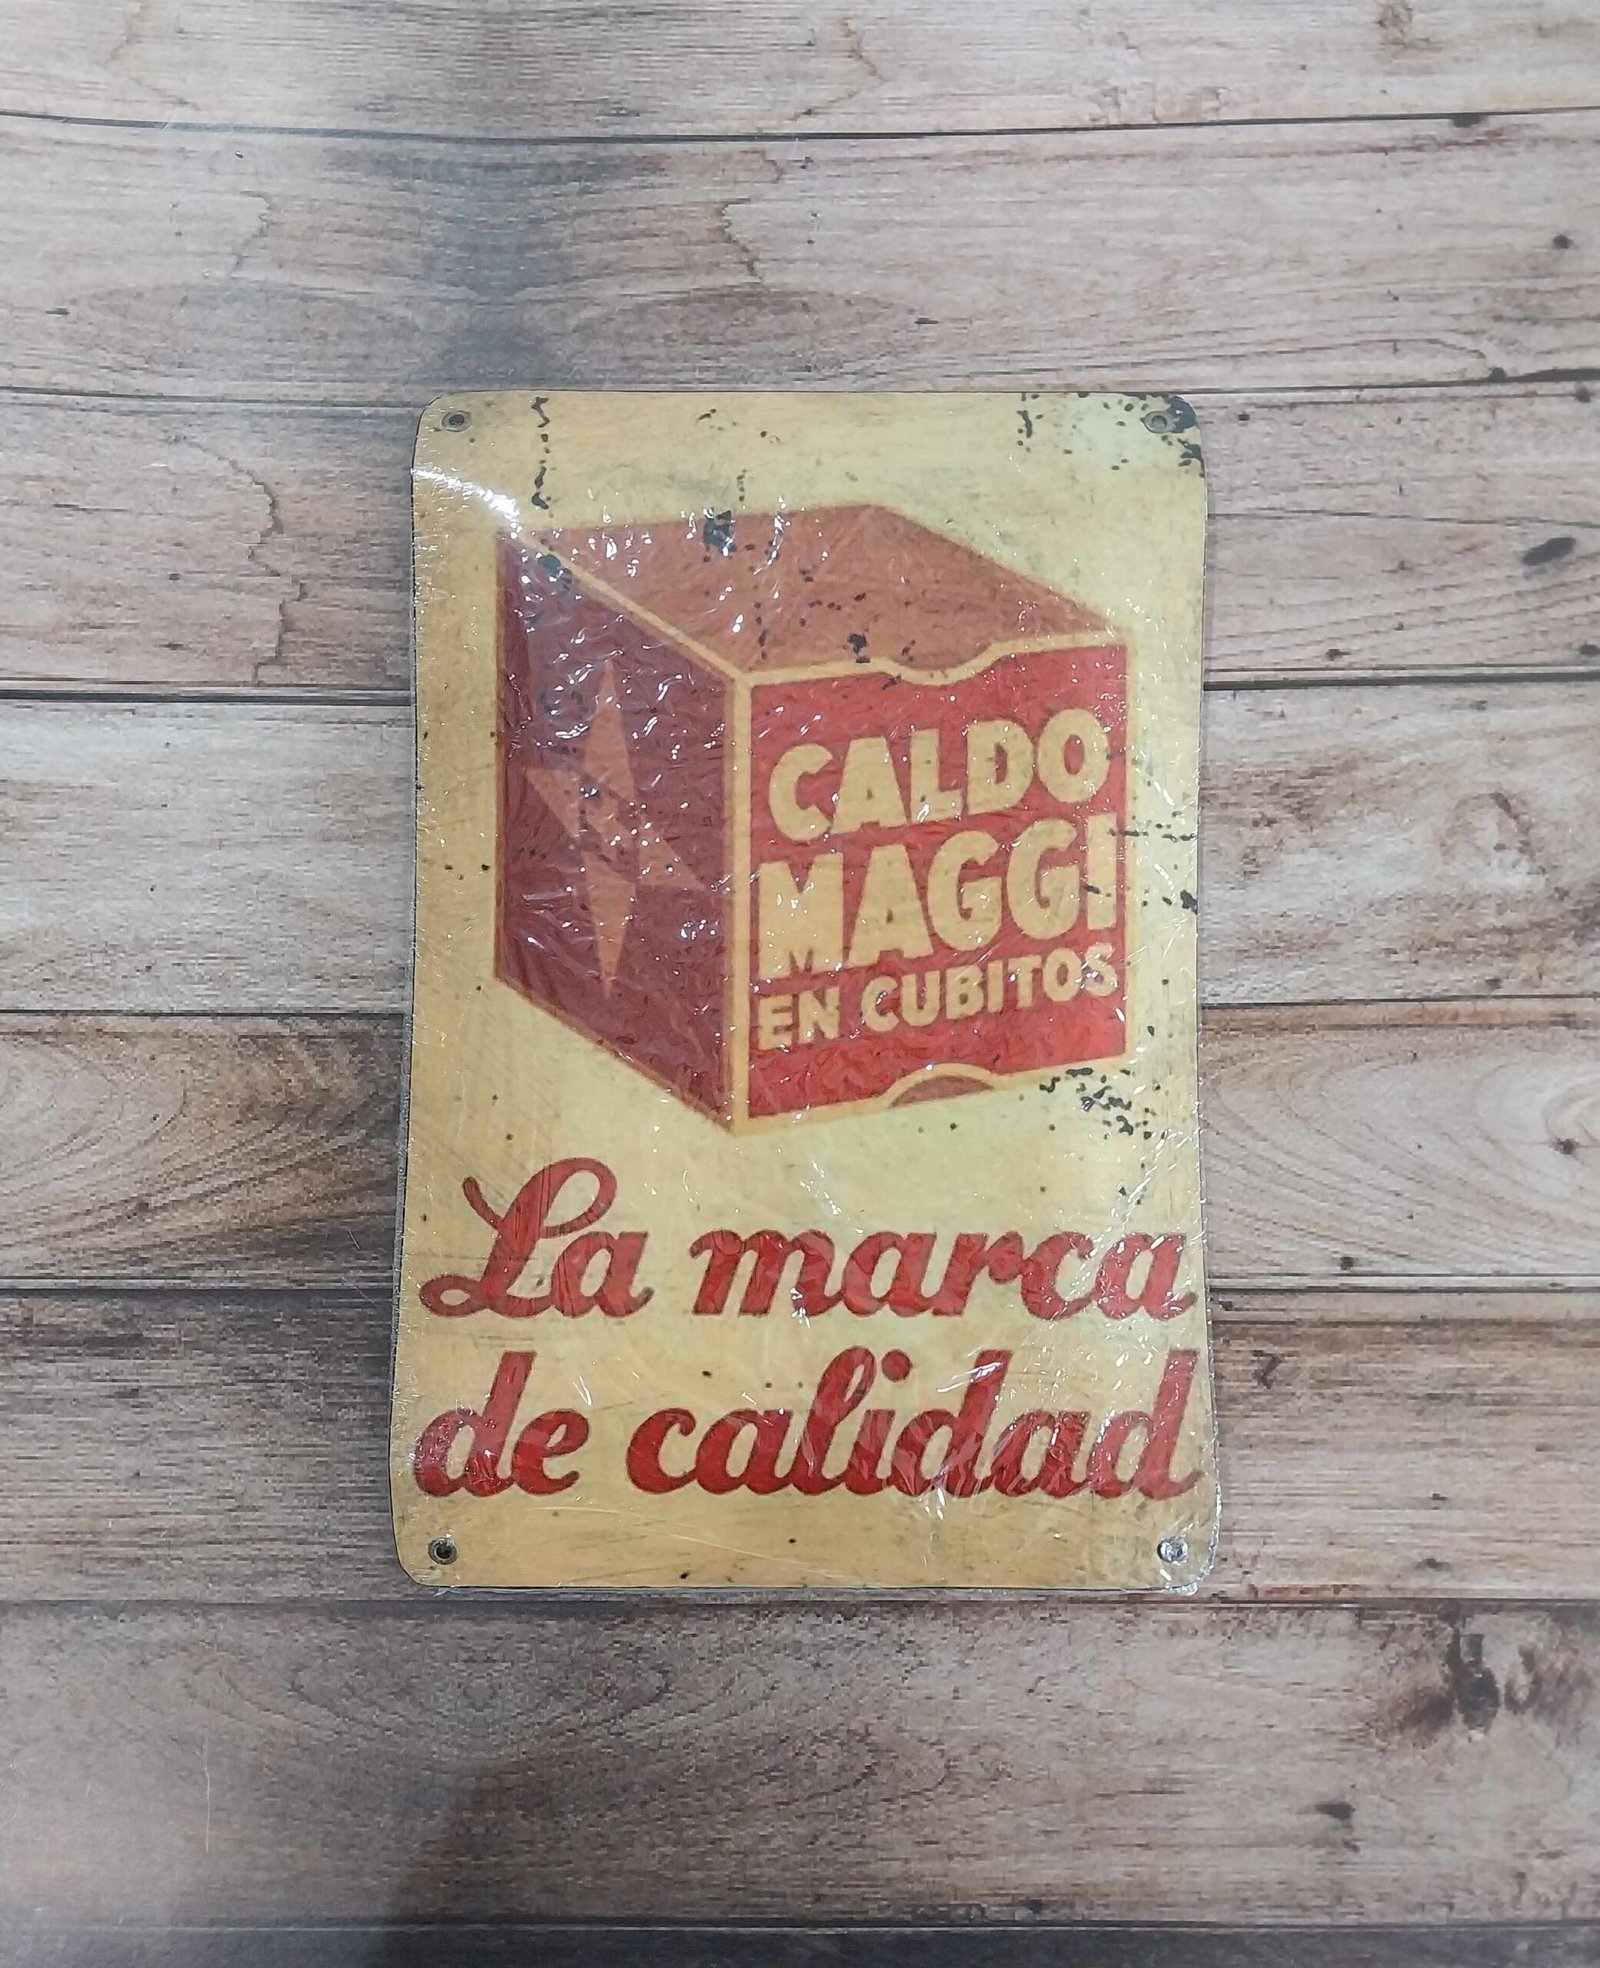 CALDO
MAGGI
EN CUBITOS
La marca
de calidad